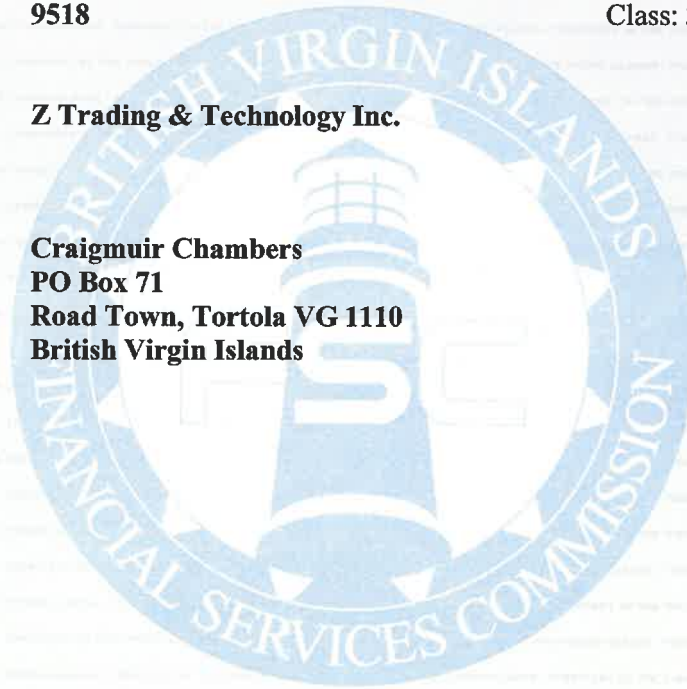 9518 Class:
Z Trading & Technology Inc.
Craigmuir Chambers
PO Box 71
Road Town, Tortola VG 1110
British Virgin Islands
BRITISH VIRGIN ISLANDS
FSC
FINANCIAL SERVICES COMMISSION